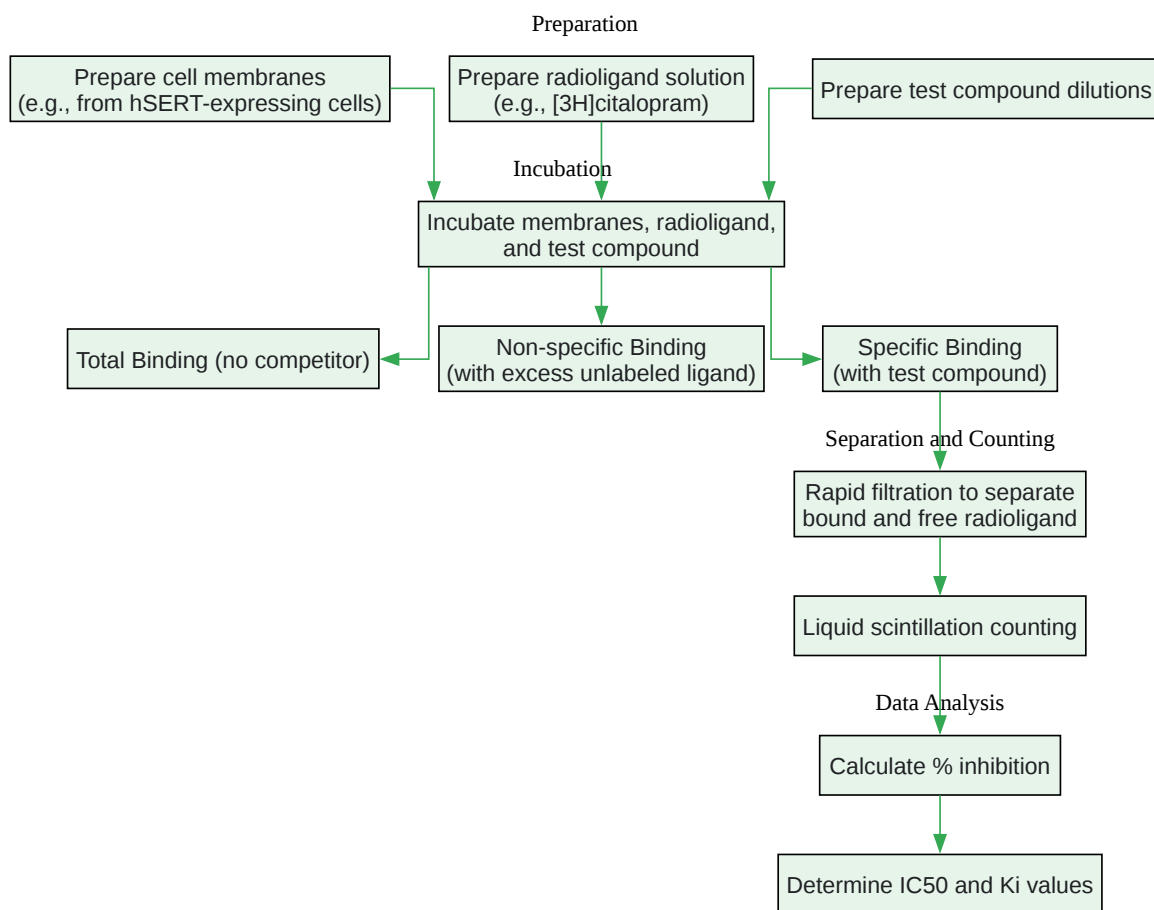 Preparation
Prepare cell membranes
(e.g., from hSERT-expressing cells)
Prepare radioligand solution
(e.g., [3H]citalopram)
Prepare test compound dilutions
Incubation
Incubate membranes, radioligand,
and test compound
Total Binding (no competitor)
Non-specific Binding
(with excess unlabeled ligand)
Specific Binding
(with test compound)
Separation and Counting
Rapid filtration to separate
bound and free radioligand
Liquid scintillation counting
Data Analysis
Calculate % inhibition
Determine IC50 and Ki values